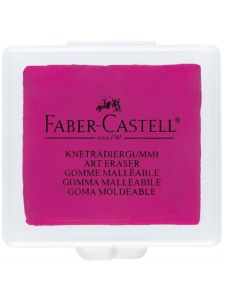 FABER-CASTELL
since 1761
KNETRADIERGUMMI
ART ERASER
GOMME MALLÉABLE
GOMMA MALLEABILE
GOMA MOLDEABLE